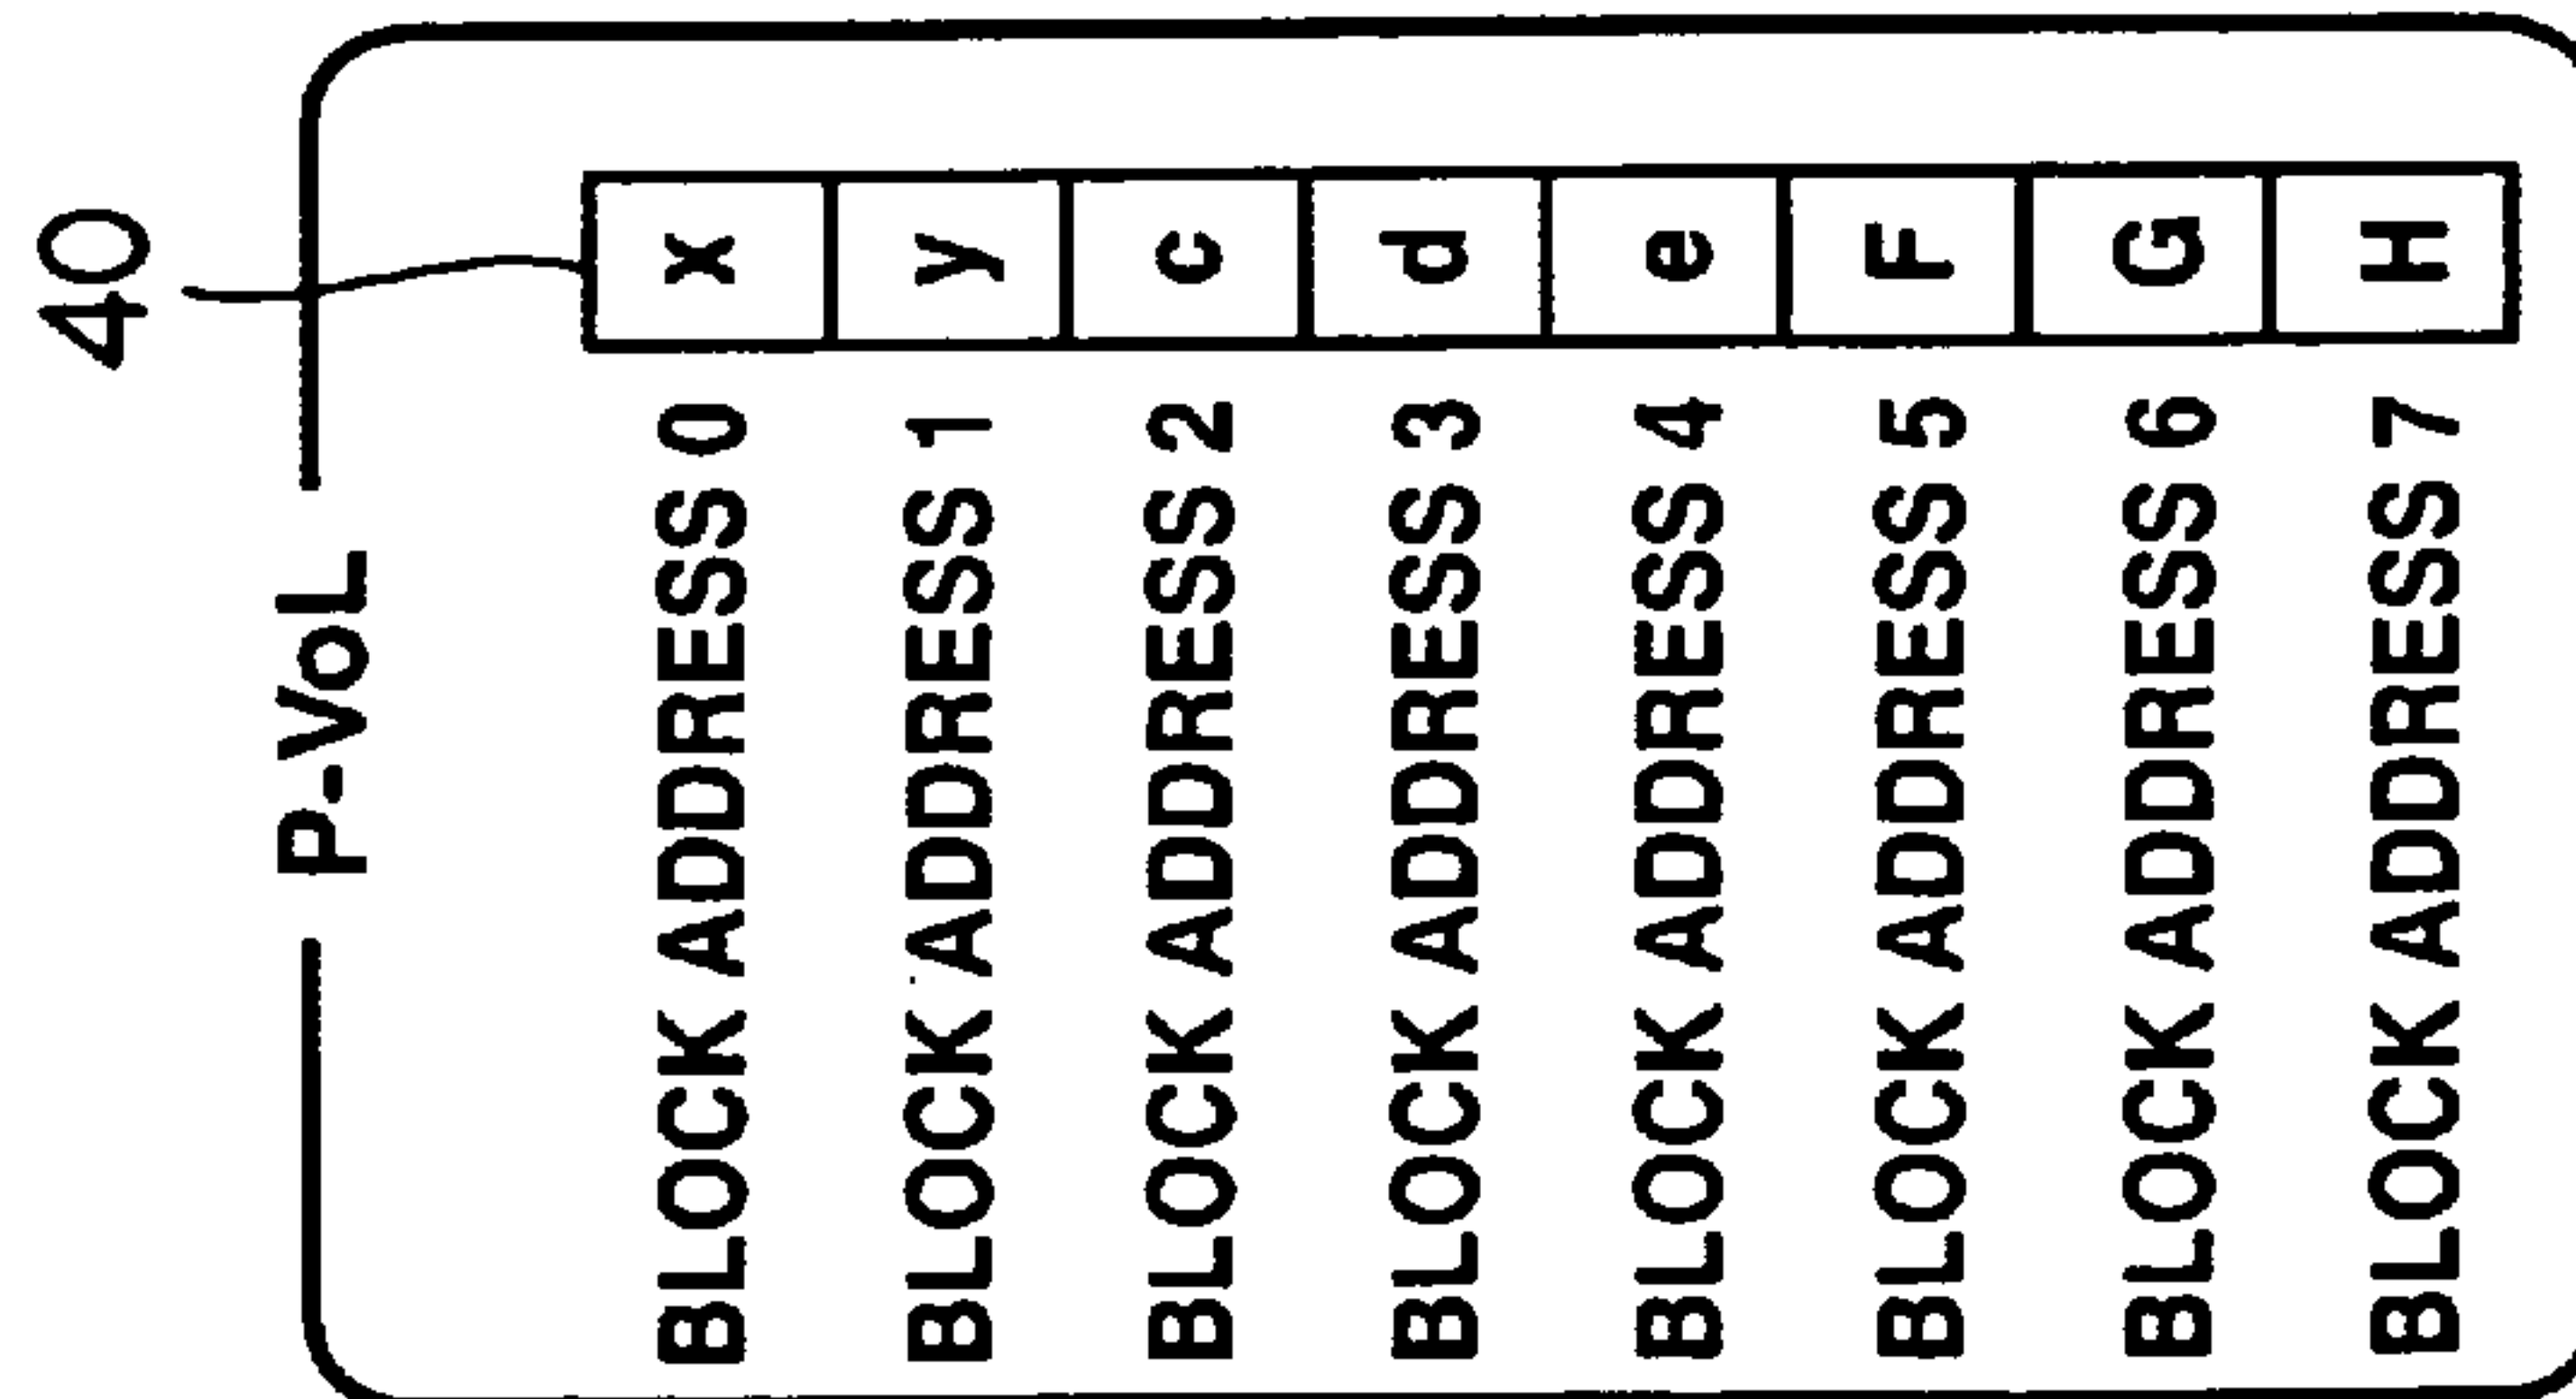 40
P-VoL
BLOCK ADDRESS 0 x
BLOCK ADDRESS 1 y
BLOCK ADDRESS 2 c
BLOCK ADDRESS 3 d
BLOCK ADDRESS 4 e
BLOCK ADDRESS 5 F
BLOCK ADDRESS 6 G
BLOCK ADDRESS 7 H